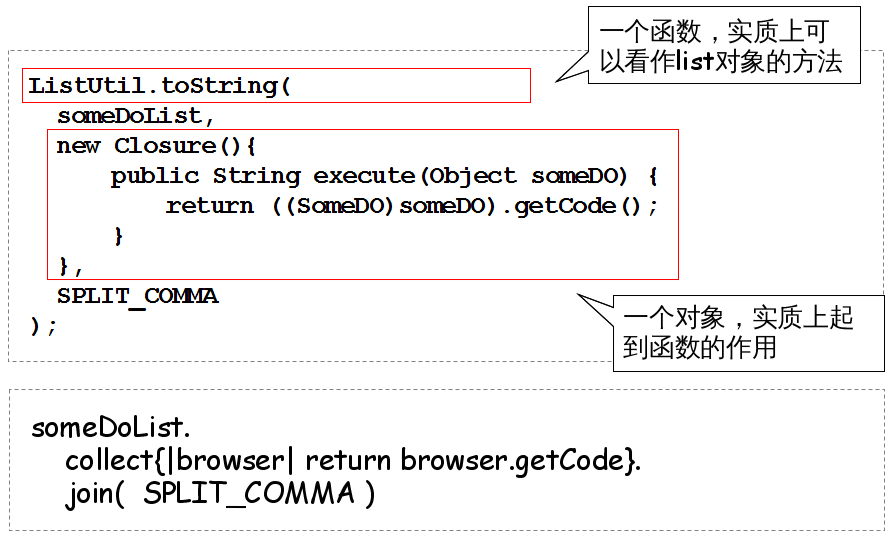 一个函数，实质上可
以看作list对象的方法
ListUtil.toString(
someDoList,
new Closure(){
public String execute(Object someDO) {
return ((SomeDO)someDO).getCode();
}
},
SPLIT_COMMA
);
一个对象，实质上起
到函数的作用
someDoList.
collect{|browser| return browser.getCode}.
join( SPLIT_COMMA )